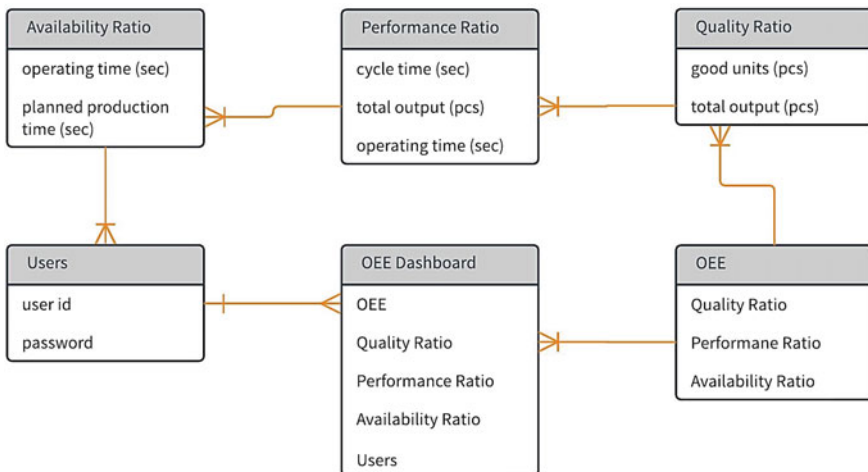 Availability Ratio
operating time (sec)
planned production
time (sec)
Performance Ratio
cycle time (sec)
total output (pcs)
operating time (sec)
Quality Ratio
good units (pcs)
total output (pcs)
Users
user id
password
OEE Dashboard
OEE
Quality Ratio
Performance Ratio
Availability Ratio
Users
OEE
Quality Ratio
Performane Ratio
Availability Ratio